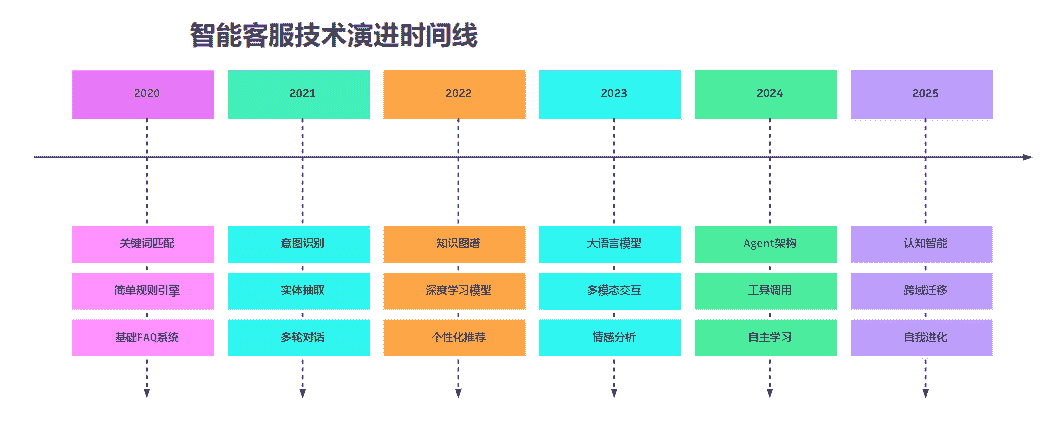 智能客服技术演进时间线
2020
2021
2022
2023
2024
2025
关键词匹配
意图识别
知识图谱
大语言模型
Agent架构
认知智能
简单规则引擎
实体抽取
深度学习模型
多模态交互
工具调用
跨域迁移
基础FAQ系统
多轮对话
个性化推荐
情感分析
自主学习
自我进化